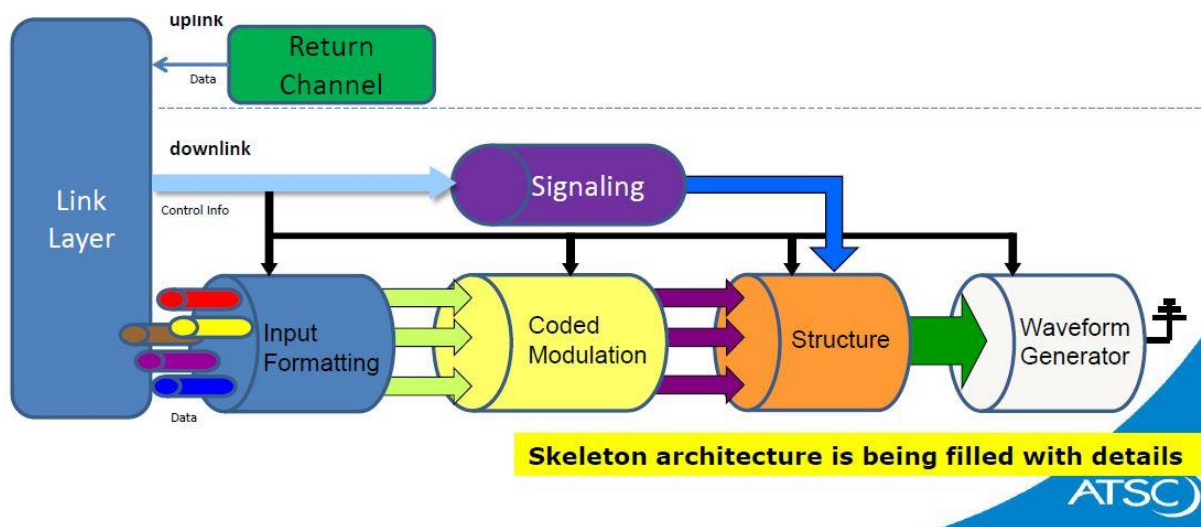 uplink
Return
Channel
Data
downlink
Signaling
Link
Layer
Control Info
Input
Formatting
Coded
Modulation
Structure
Waveform
Generator
Data
Skeleton architecture is being filled with details
ATSC